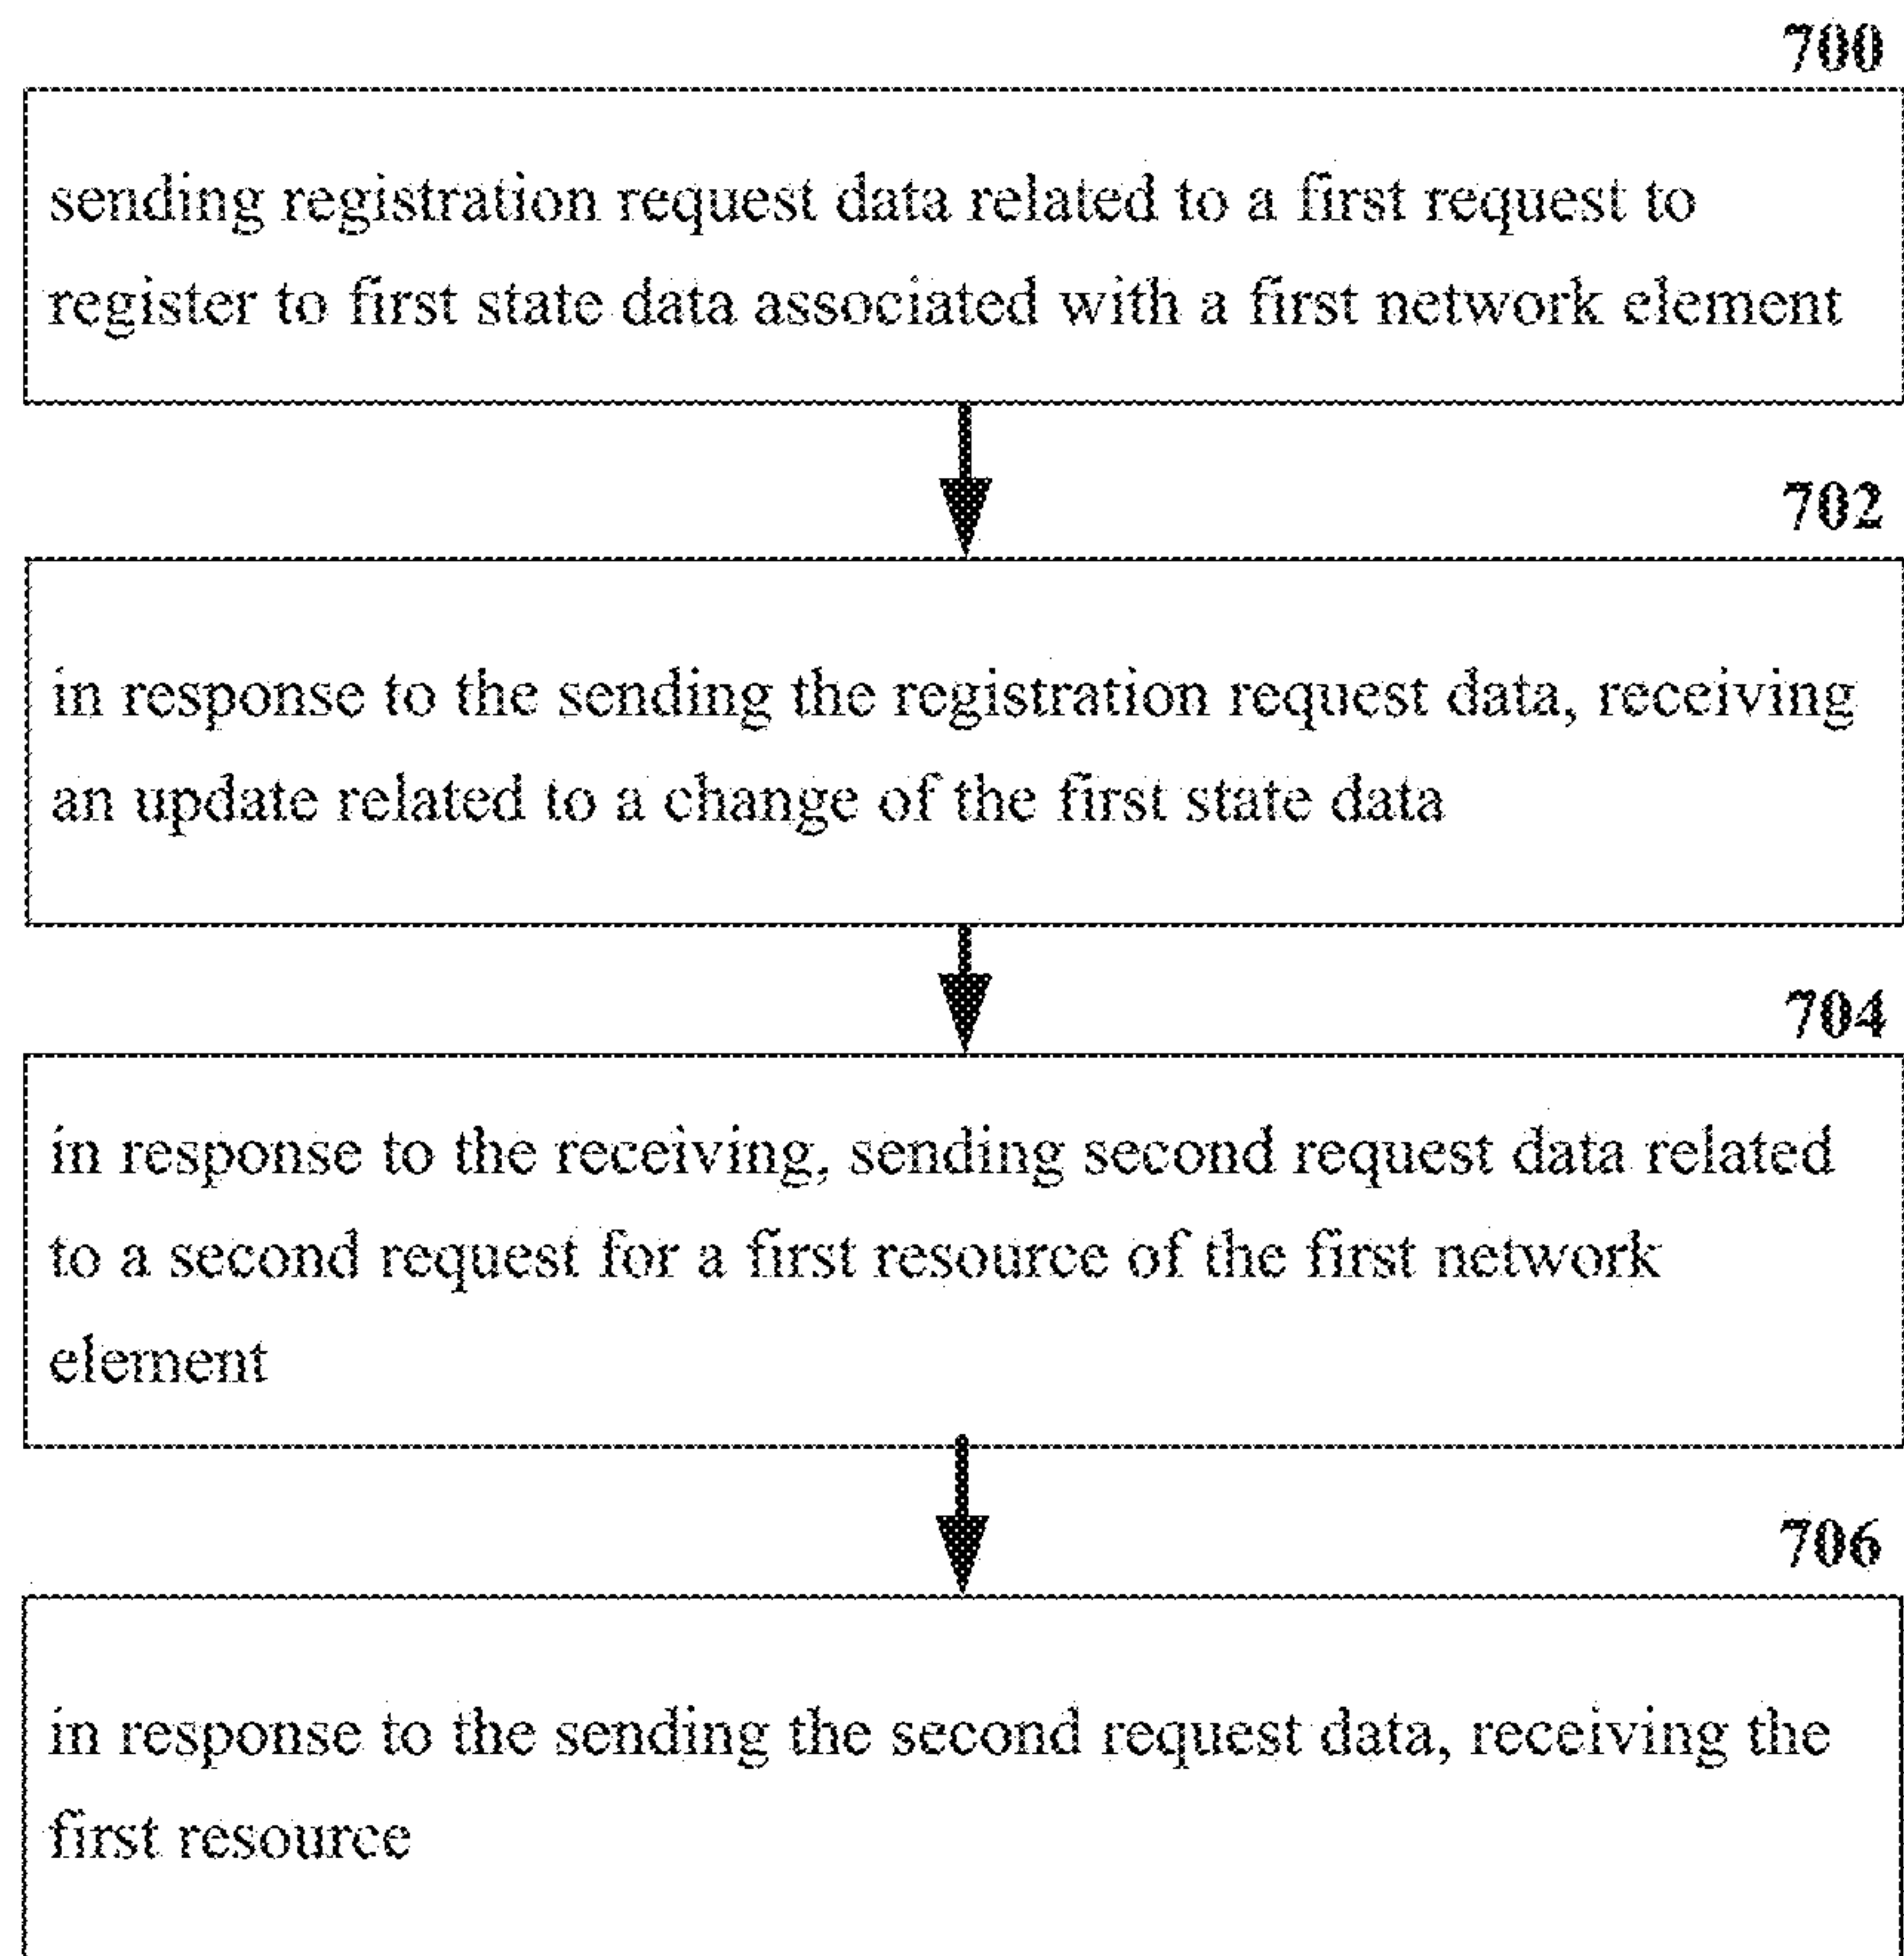 700
sending registration request data related to a first request to
register to first state data associated with a first network element
702
in response to the sending the registration request data, receiving
an update related to a change of the first state data
704
in response to the receiving, sending second request data related
to a second request for a first resource of the first network
element
706
in response to the sending the second request data, receiving the
first resource